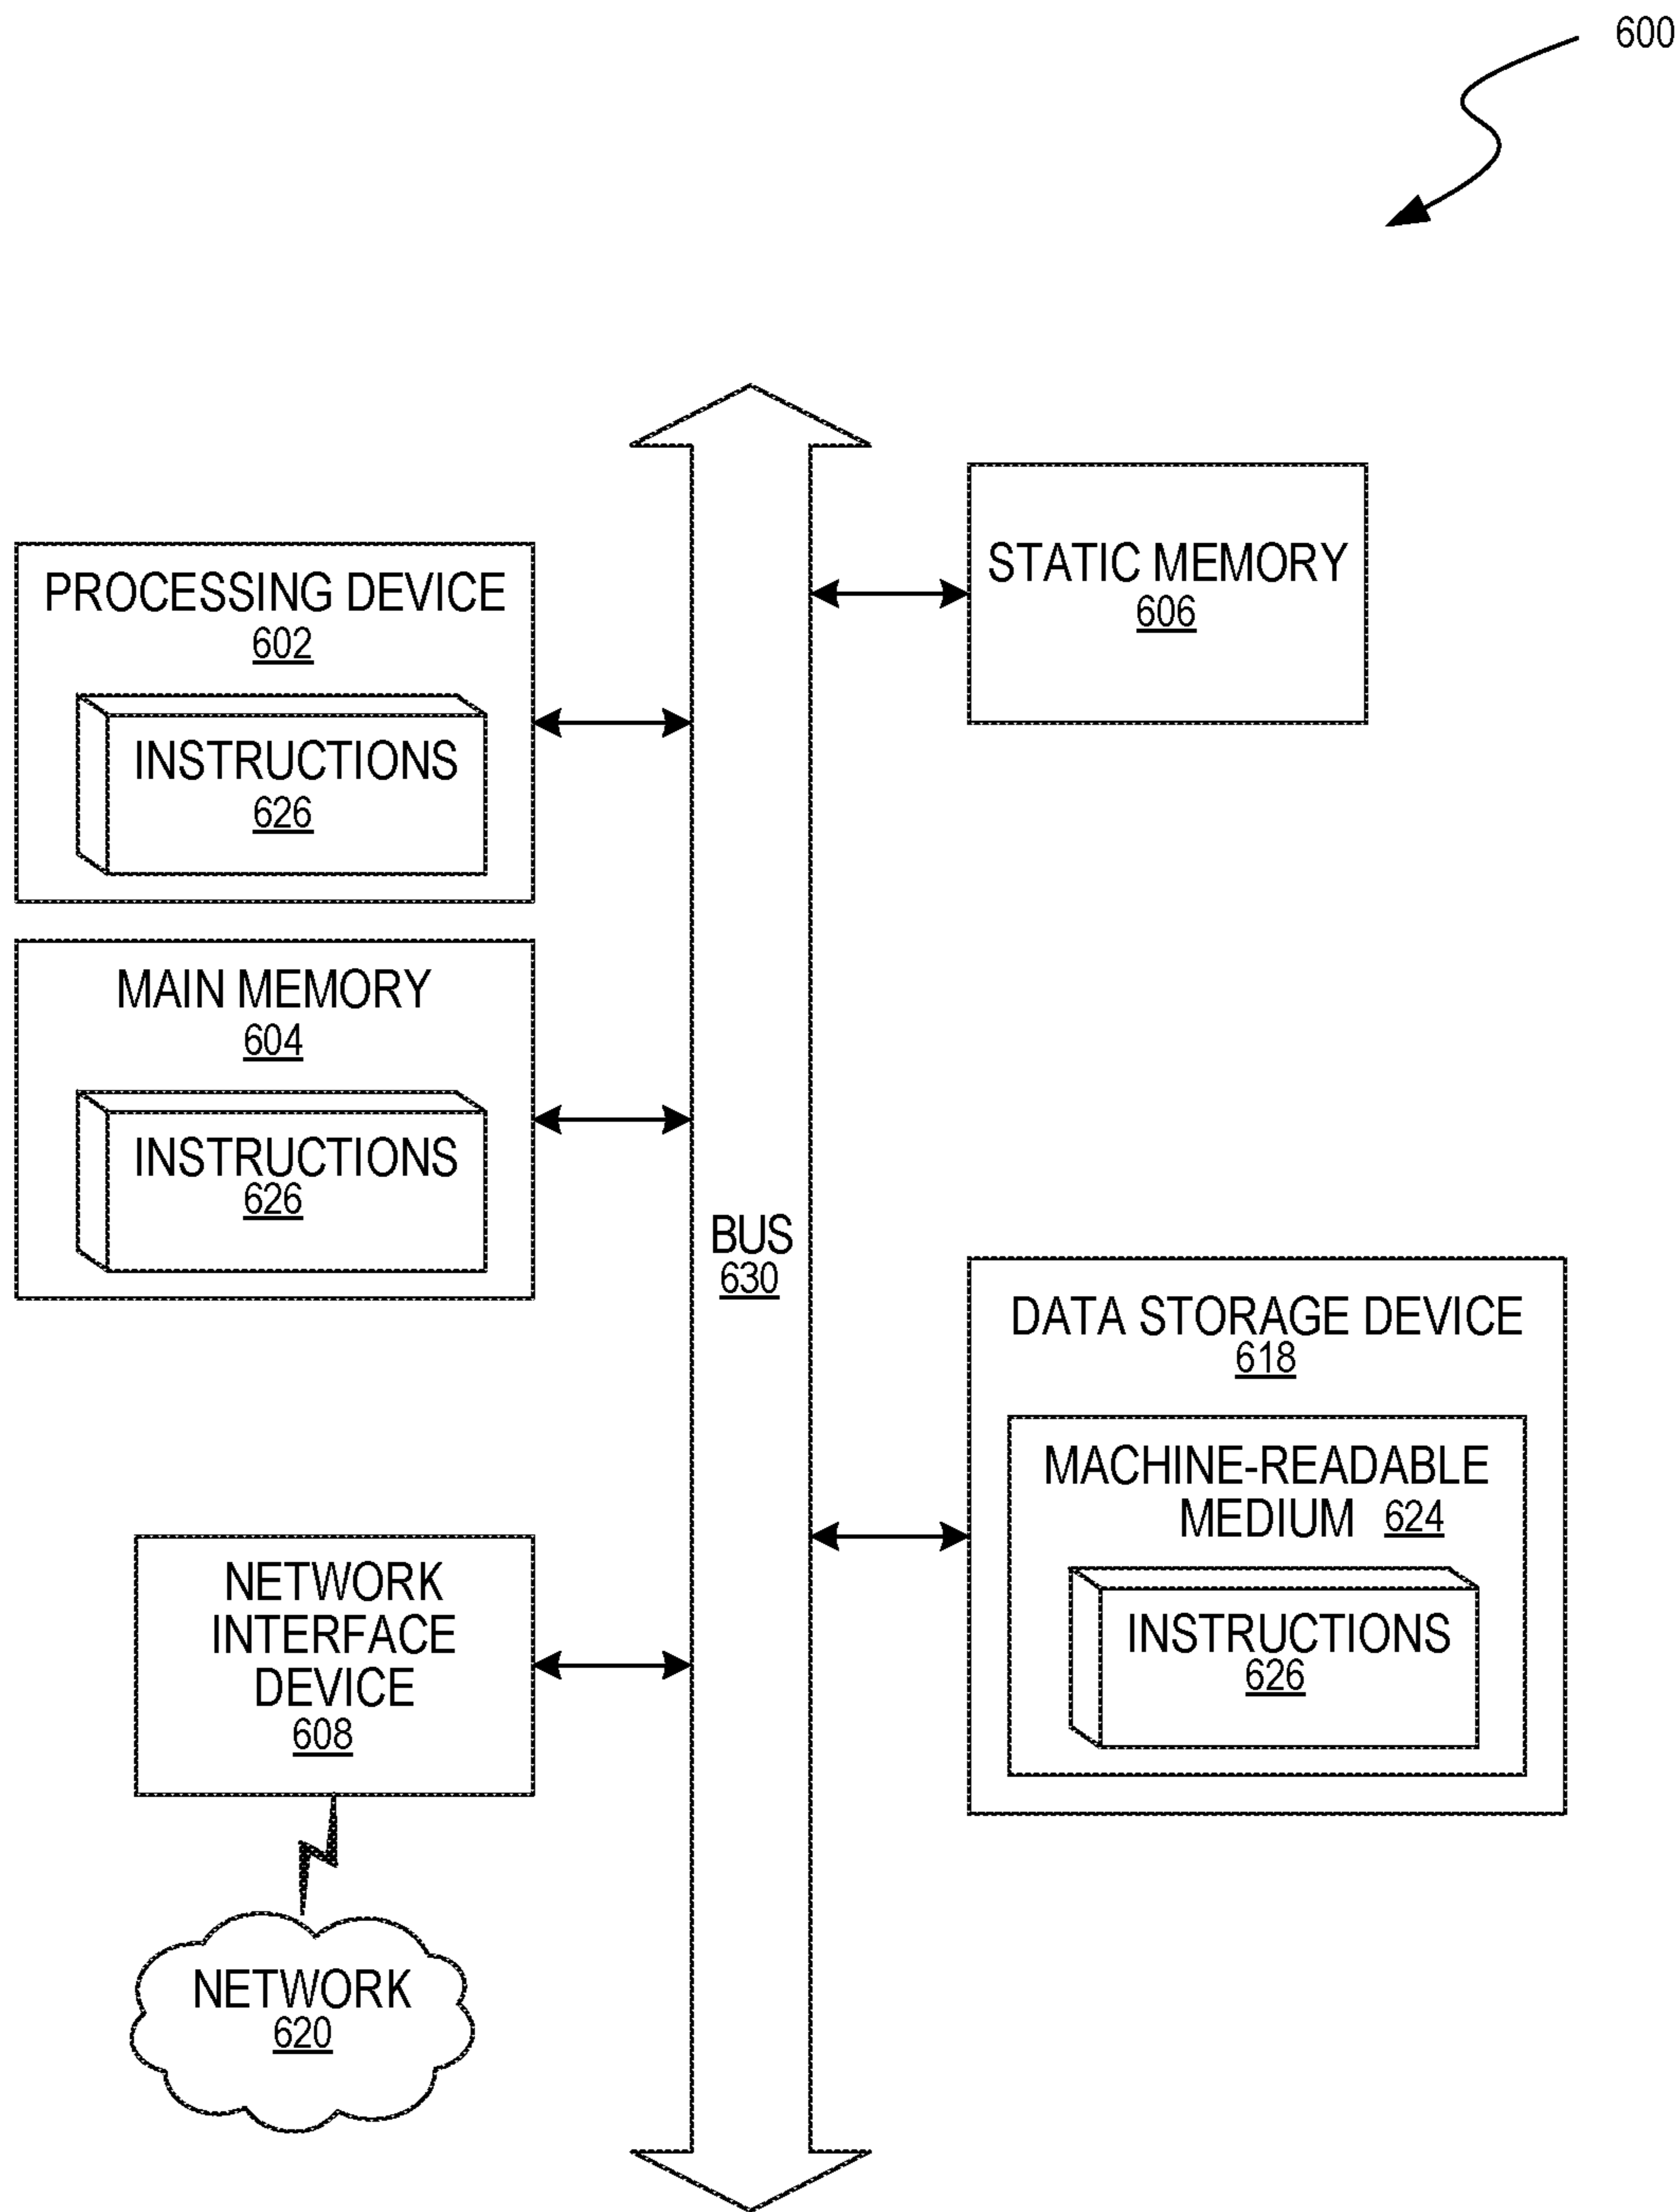 600
PROCESSING DEVICE
602
INSTRUCTIONS
626
STATIC MEMORY
606
MAIN MEMORY
604
INSTRUCTIONS
626
BUS
630
DATA STORAGE DEVICE
618
MACHINE-READABLE
MEDIUM 624
INSTRUCTIONS
626
NETWORK
INTERFACE
DEVICE
608
NETWORK
620